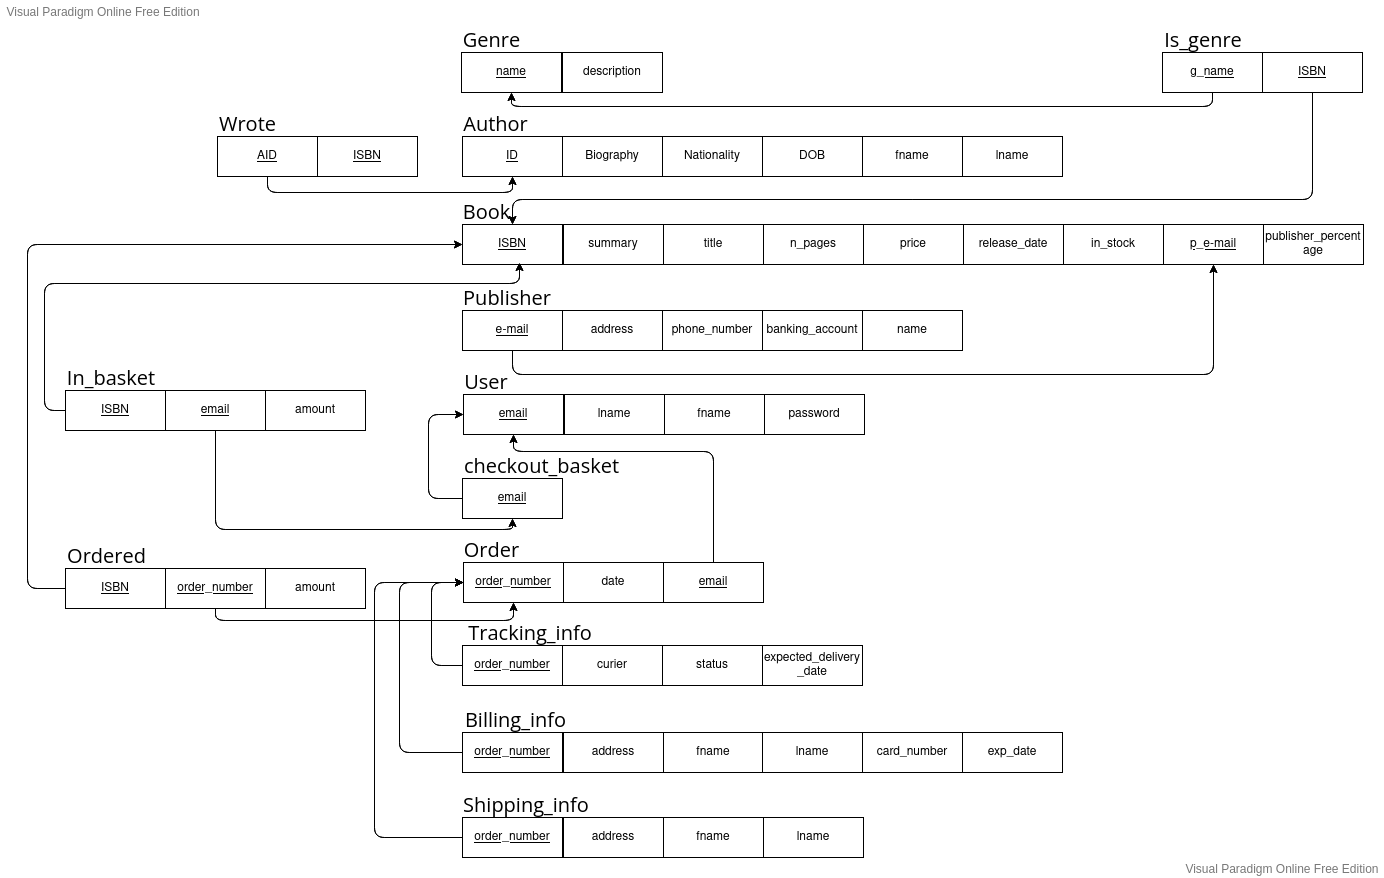 Visual Paradigm Online Free Edition
Genre
name description
Is_genre
g_name ISBN
Wrote
AID ISBN
Author
ID Biography Nationality DOB fname lname
Book
ISBN summary title n_pages price release_date in_stock p_e-mail publisher_percent
age
Publisher
e-mail address phone_number banking_account name
In_basket
ISBN email amount
User
email lname fname password
checkout_basket
email
Ordered
ISBN order_number amount
Order
order_number date email
Tracking_info
order_number curier status expected_delivery
_date
Billing_info
order_number address fname lname card_number exp_date
Shipping_info
order_number address fname lname
Visual Paradigm Online Free Edition